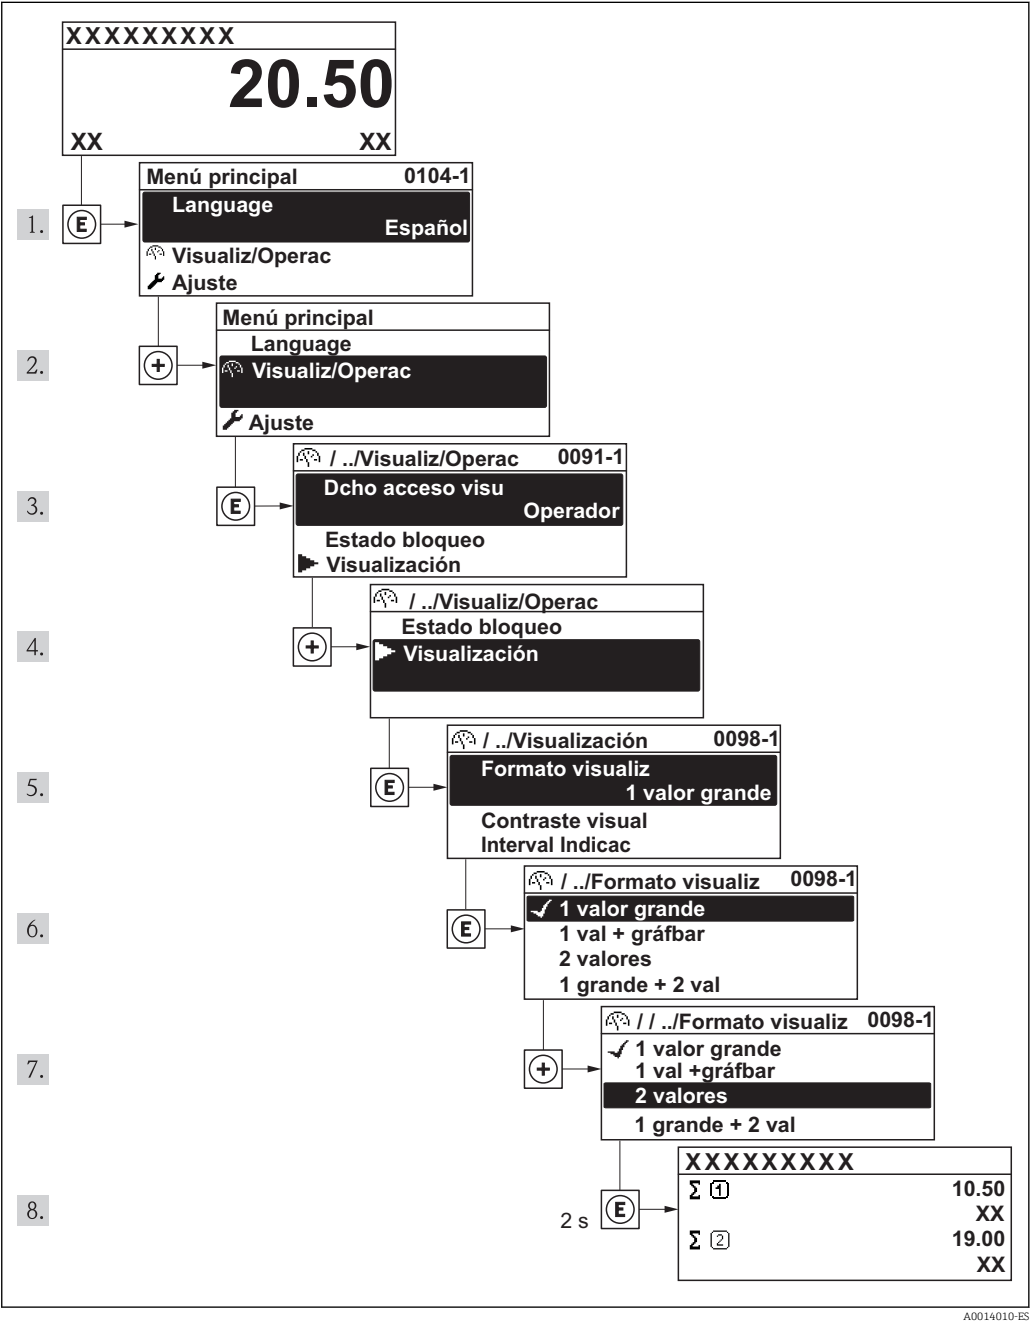 XXXXXXXXX
20.50
XX XX
Menú principal 0104-1
Language
Español
Visualiz/Operac
Ajuste
1. E
Menú principal
Language
Visualiz/Operac
Ajuste
2. +
/ ../Visualiz/Operac 0091-1
Dcho acceso visu
Operador
Estado bloqueo
Visualización
3. E
/ ../Visualiz/Operac
Estado bloqueo
Visualización
4. +
/ ../Visualización 0098-1
Formato visualiz
1 valor grande
Contraste visual
Interval Indicac
5. E
/ ../Formato visualiz 0098-1
1 valor grande
1 val + gráfbar
2 valores
1 grande + 2 val
6. E
/ / ../Formato visualiz 0098-1
1 valor grande
1 val +gráfbar
2 valores
1 grande + 2 val
7. +
XXXXXXXXX
Σ 1 10.50
XX
Σ 2 19.00
XX
8. 2 s E
A0014010-ES